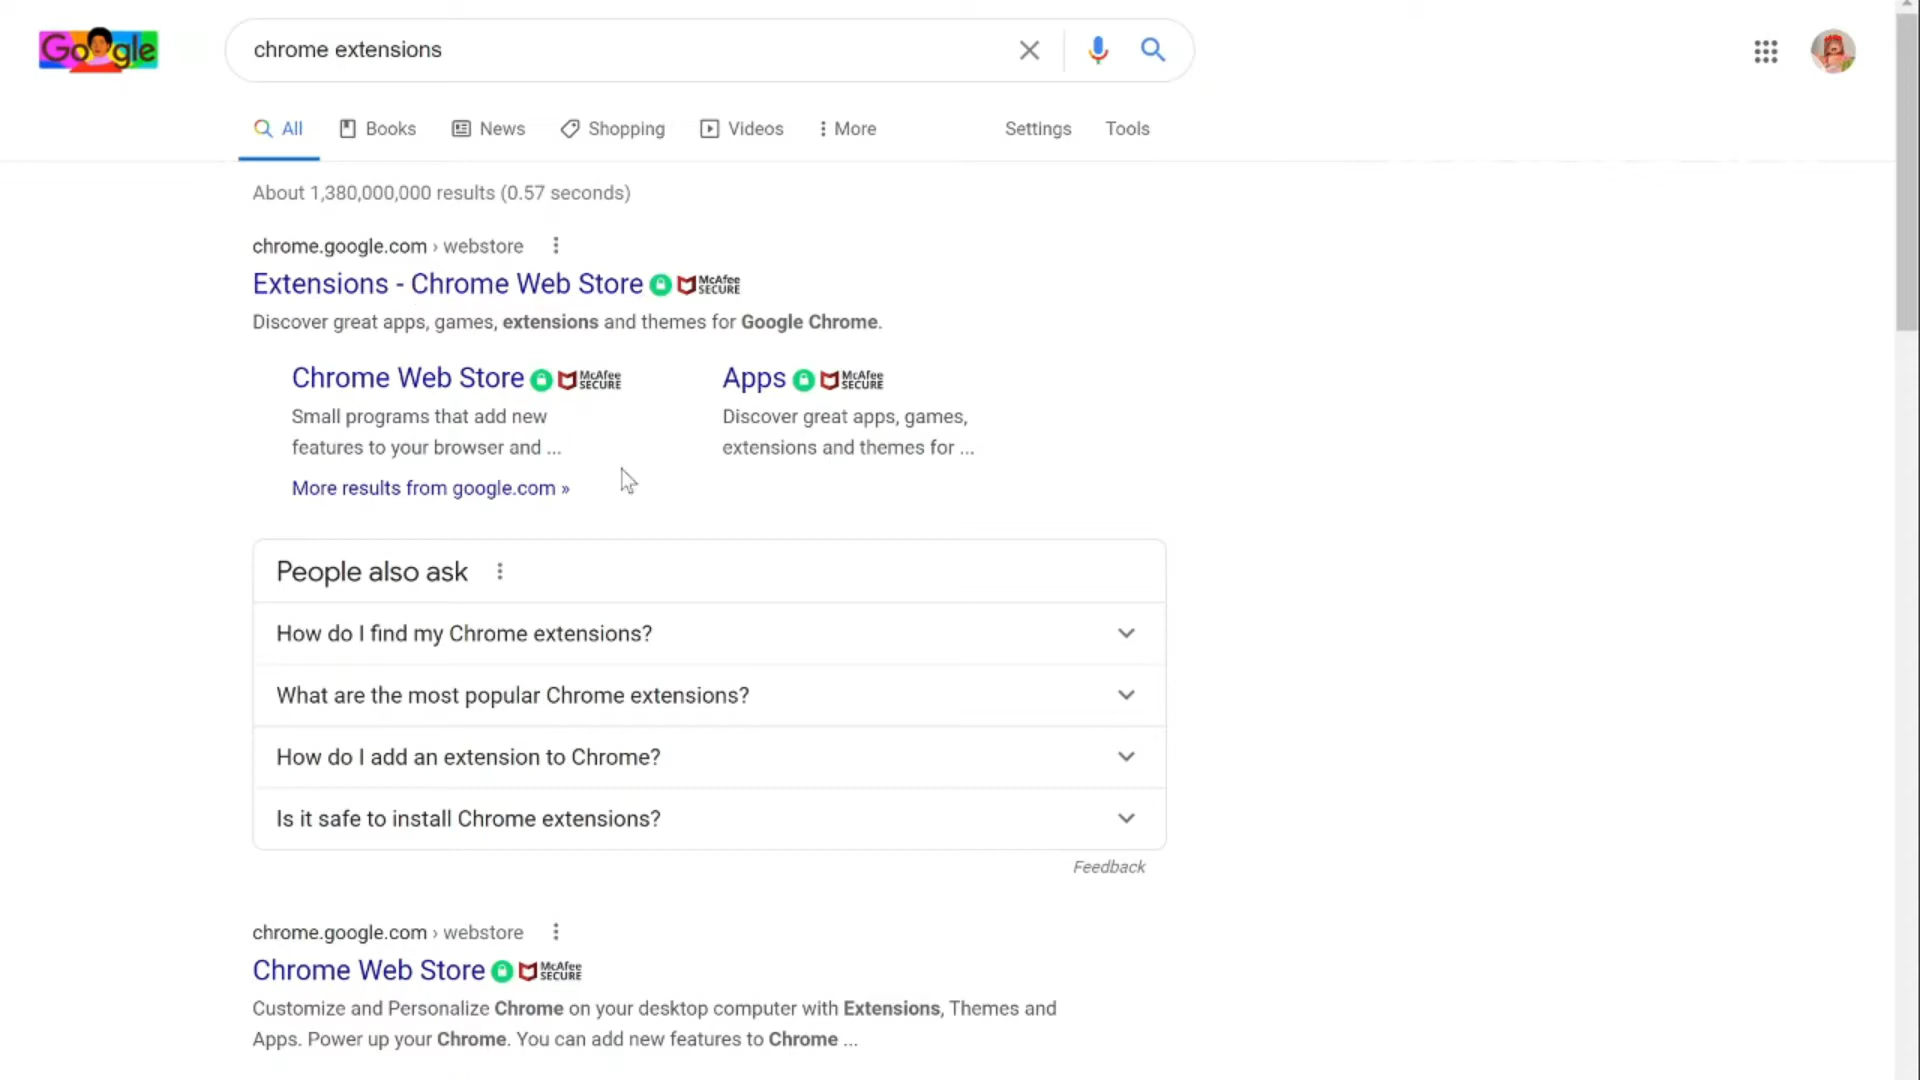 Google
chrome extensions
All Books News Shopping Videos More Settings Tools
About 1,380,000,000 results (0.57 seconds)
chrome.google.com › webstore
Extensions - Chrome Web Store McAfee SECURE
Discover great apps, games, extensions and themes for Google Chrome.
Chrome Web Store McAfee SECURE
Small programs that add new
features to your browser and ...
Apps McAfee SECURE
Discover great apps, games,
extensions and themes for ...
More results from google.com »
People also ask
How do I find my Chrome extensions?
What are the most popular Chrome extensions?
How do I add an extension to Chrome?
Is it safe to install Chrome extensions?
Feedback
chrome.google.com › webstore
Chrome Web Store McAfee SECURE
Customize and Personalize Chrome on your desktop computer with Extensions, Themes and
Apps. Power up your Chrome. You can add new features to Chrome ...